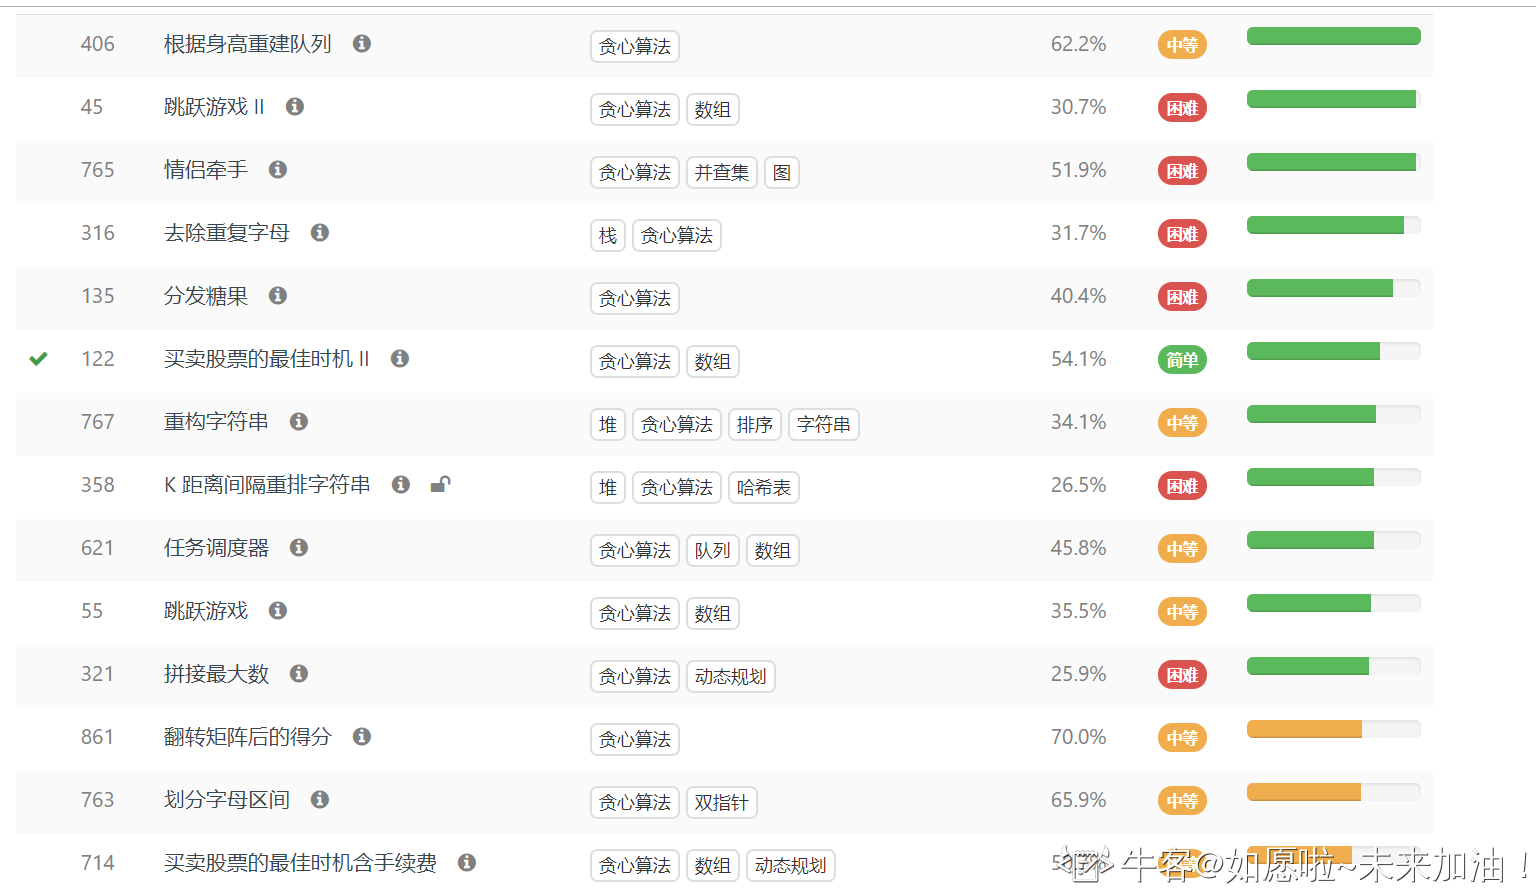 406 根据身高重建队列 贪心算法 62.2% 中等
45 跳跃游戏 II 贪心算法 数组 30.7% 困难
765 情侣牵手 贪心算法 并查集 图 51.9% 困难
316 去除重复字母 栈 贪心算法 31.7% 困难
135 分发糖果 贪心算法 40.4% 困难
122 买卖股票的最佳时机 II 贪心算法 数组 54.1% 简单
767 重构字符串 堆 贪心算法 排序 字符串 34.1% 中等
358 K 距离间隔重排字符串 堆 贪心算法 哈希表 26.5% 困难
621 任务调度器 贪心算法 队列 数组 45.8% 中等
55 跳跃游戏 贪心算法 数组 35.5% 中等
321 拼接最大数 贪心算法 动态规划 25.9% 困难
861 翻转矩阵后的得分 贪心算法 70.0% 中等
763 划分字母区间 贪心算法 双指针 65.9% 中等
714 买卖股票的最佳时机含手续费 贪心算法 数组 动态规划
牛客@如愿啦~未来加油!